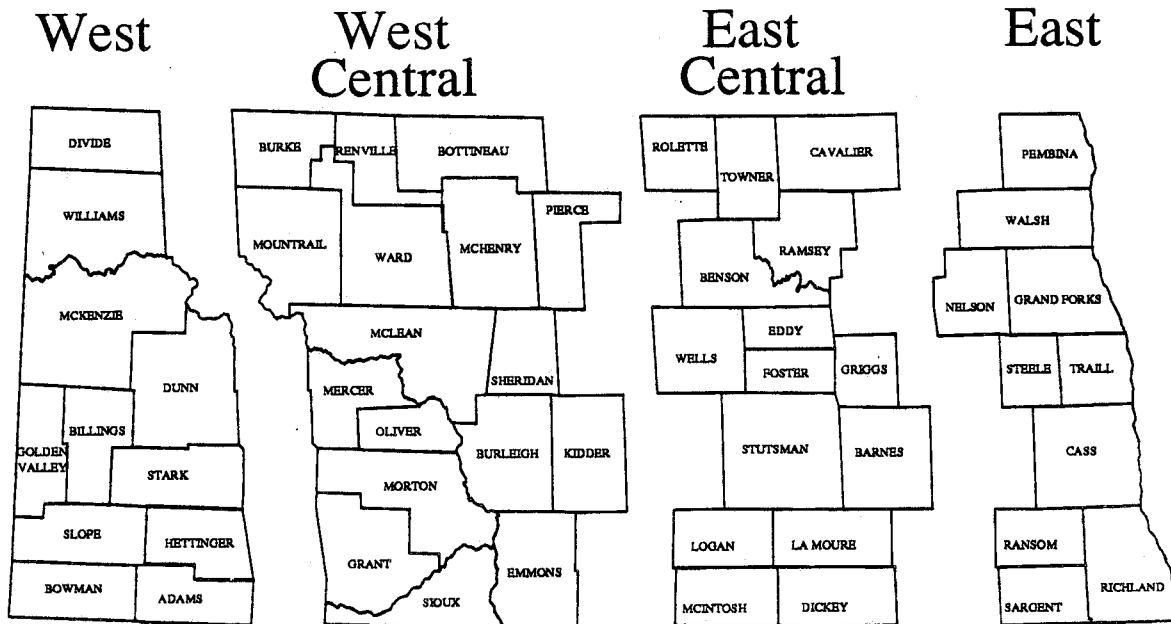 West
West
Central
East
Central
East
DIVIDE
WILLIAMS
MCKENZIE
DUNN
BILLINGS
GOLDEN
VALLEY
STARK
SLOPE
HETTINGER
BOWMAN
ADAMS
BURKE
RENVILLE
BOTTINEAU
PIERCE
MOUNTRAIL
WARD
MCHENRY
MCLEAN
SHERIDAN
MERCER
OLIVER
BURLEIGH
KIDDER
MORTON
GRANT
SIOUX
EMMONS
ROLETTE
TOWNER
CAVALIER
RAMSEY
BENSON
EDDY
WELLS
FOSTER
GRIGGS
STUTSMAN
BARNES
LOGAN
LA MOURE
MCINTOSH
DICKEY
PEMBINA
WALSH
NELSON
GRAND FORKS
STEELE
TRAILL
CASS
RANSOM
RICHLAND
SARGENT